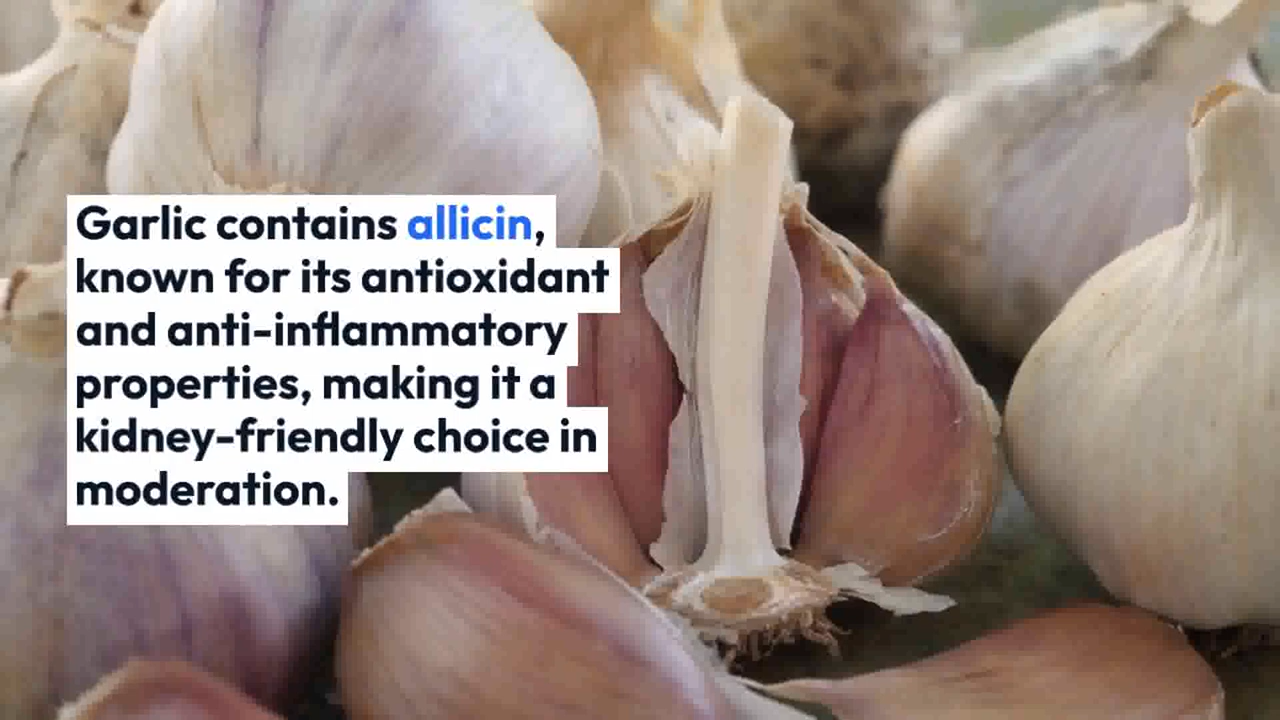 Garlic contains allicin,
known for its antioxidant
and anti-inflammatory
properties, making it a
kidney-friendly choice in
moderation.